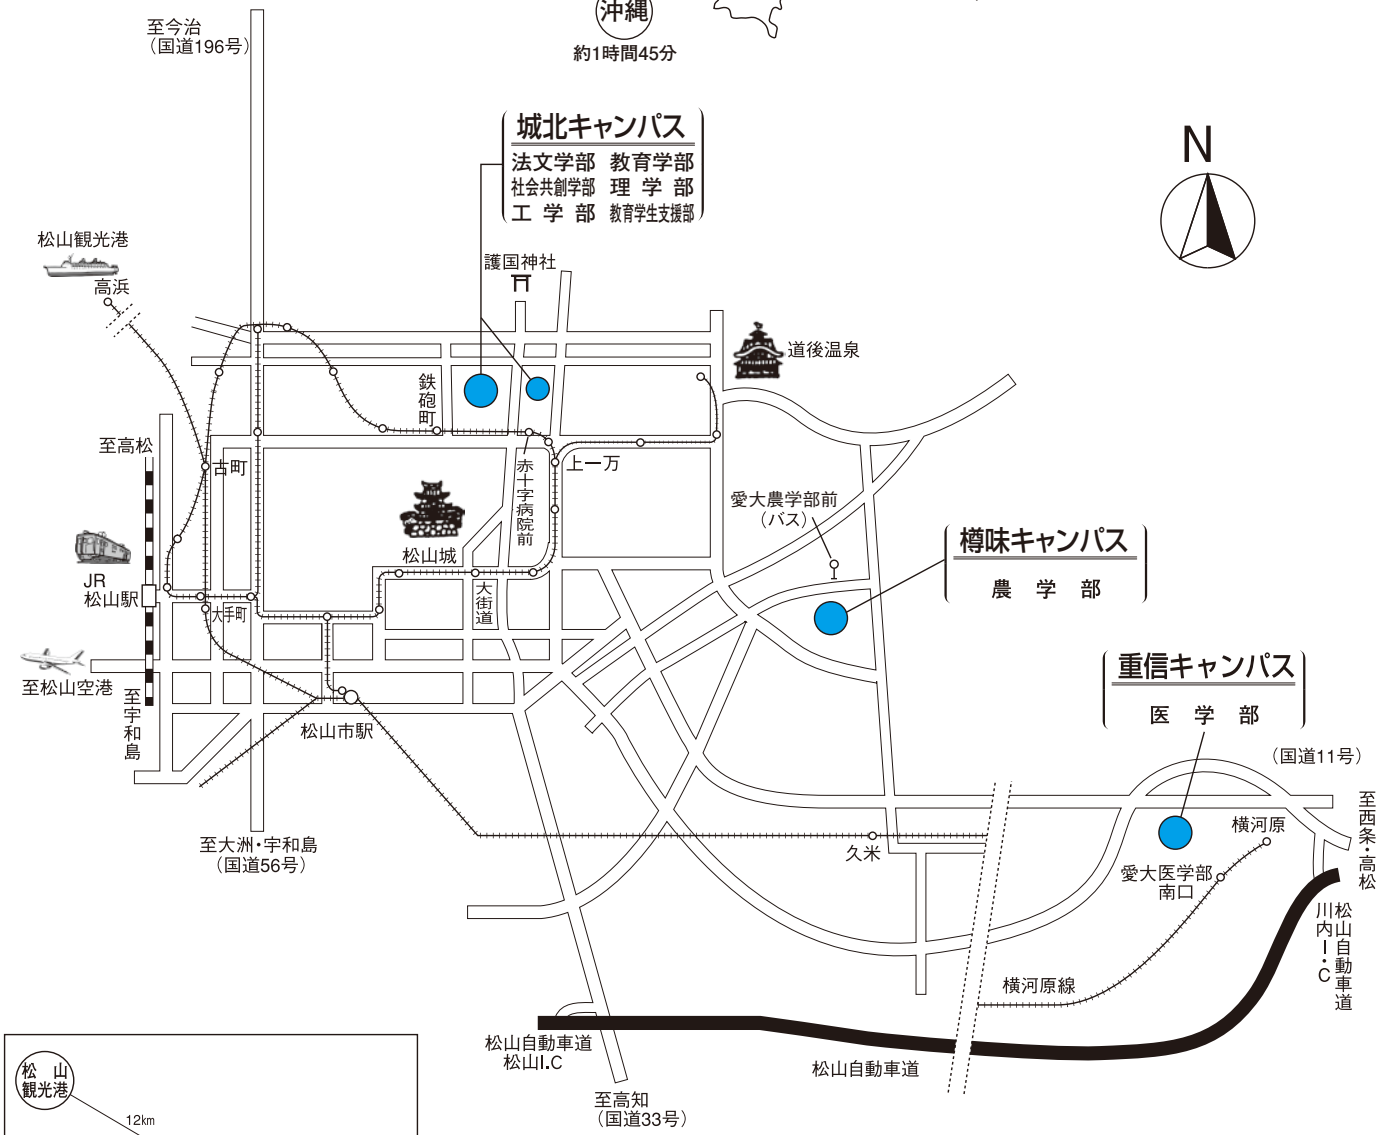 沖縄
約1時間45分
至今治
（国道196号）
城北キャンパス
法文学部 教育学部
社会共創学部 理学部
工学部 教育学生支援部
N
松山観光港
高浜
護国神社
道後温泉
鉄砲町
至高松
古町
赤十字病院前
上一万
愛大農学部前
（バス）
樽味キャンパス
農学部
松山城
JR
松山駅
大手町
大街道
至松山空港
至宇和島
松山市駅
重信キャンパス
医学部
（国道11号）
至西条・高松
至大洲・宇和島
（国道56号）
久米
横河原
愛大医学部
南口
松山自動車道
川内I・C
横河原線
松山自動車道
松山I.C
松山自動車道
至高知
（国道33号）
松山
観光港
12km